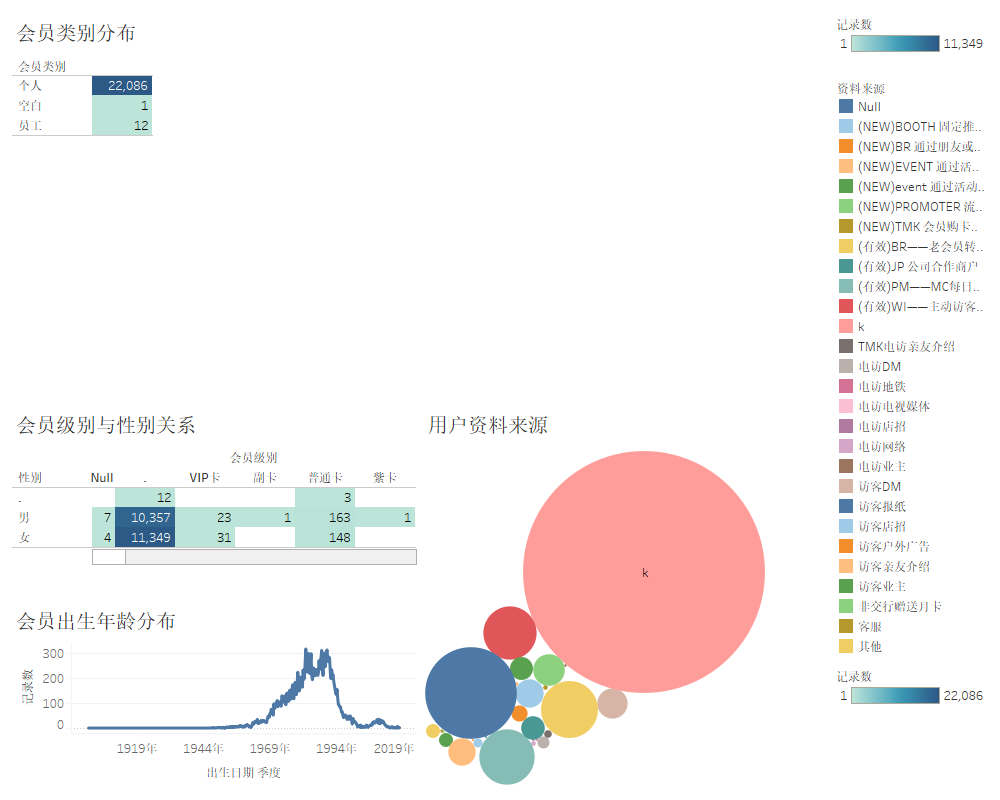 会员类别分布
会员类别
个人 22,086
空白 1
员工 12
会员级别与性别关系
会员级别
性别 Null . VIP卡 副卡 普通卡 紫卡
. 12 3
男 7 10,357 23 1 163 1
女 4 11,349 31 148
会员出生年龄分布
记录数
300
200
100
0
1919年 1944年 1969年 1994年 2019年
出生日期 季度
用户资料来源
k
记录数
1 11,349
资料来源
Null
(NEW)BOOTH 固定推..
(NEW)BR 通过朋友或..
(NEW)EVENT 通过活..
(NEW)event 通过活动..
(NEW)PROMOTER 流..
(NEW)TMK 会员购卡..
(有效)BR——老会员转..
(有效)JP 公司合作商户
(有效)PM——MC每日..
(有效)WI——主动访客..
k
TMK电访亲友介绍
电访DM
电访地铁
电访电视媒体
电访店招
电访网络
电访业主
访客DM
访客报纸
访客店招
访客户外广告
访客亲友介绍
访客业主
非交行赠送月卡
客服
其他
记录数
1 22,086